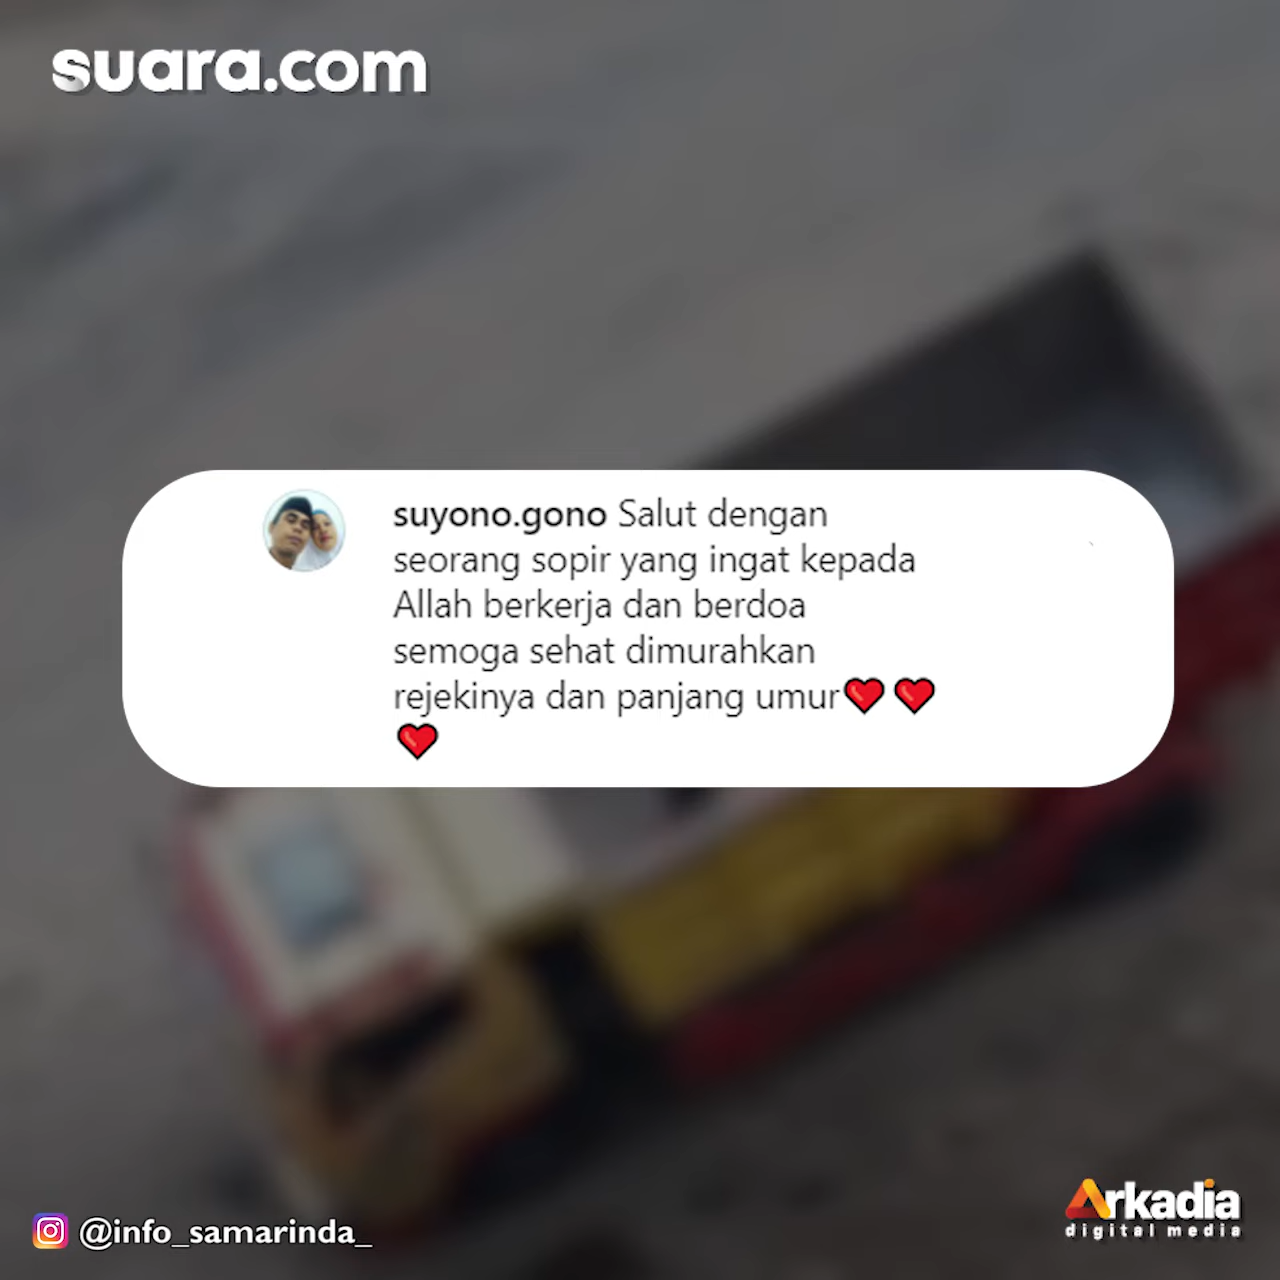 suara.com
suyono.gono Salut dengan
seorang sopir yang ingat kepada
Allah berkerja dan berdoa
semoga sehat dimurahkan
rejekinya dan panjang umur❤❤
❤
@info_samarinda_
Arkadia
digital media